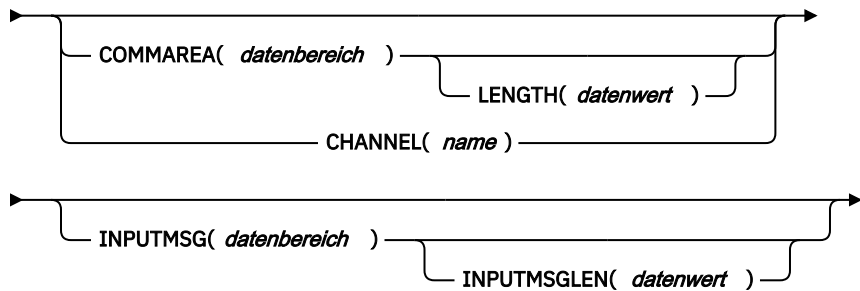 COMMAREA( datenbereich )
LENGTH( datenwert )
CHANNEL( name )
INPUTMSG( datenbereich )
INPUTMSGLEN( datenwert )